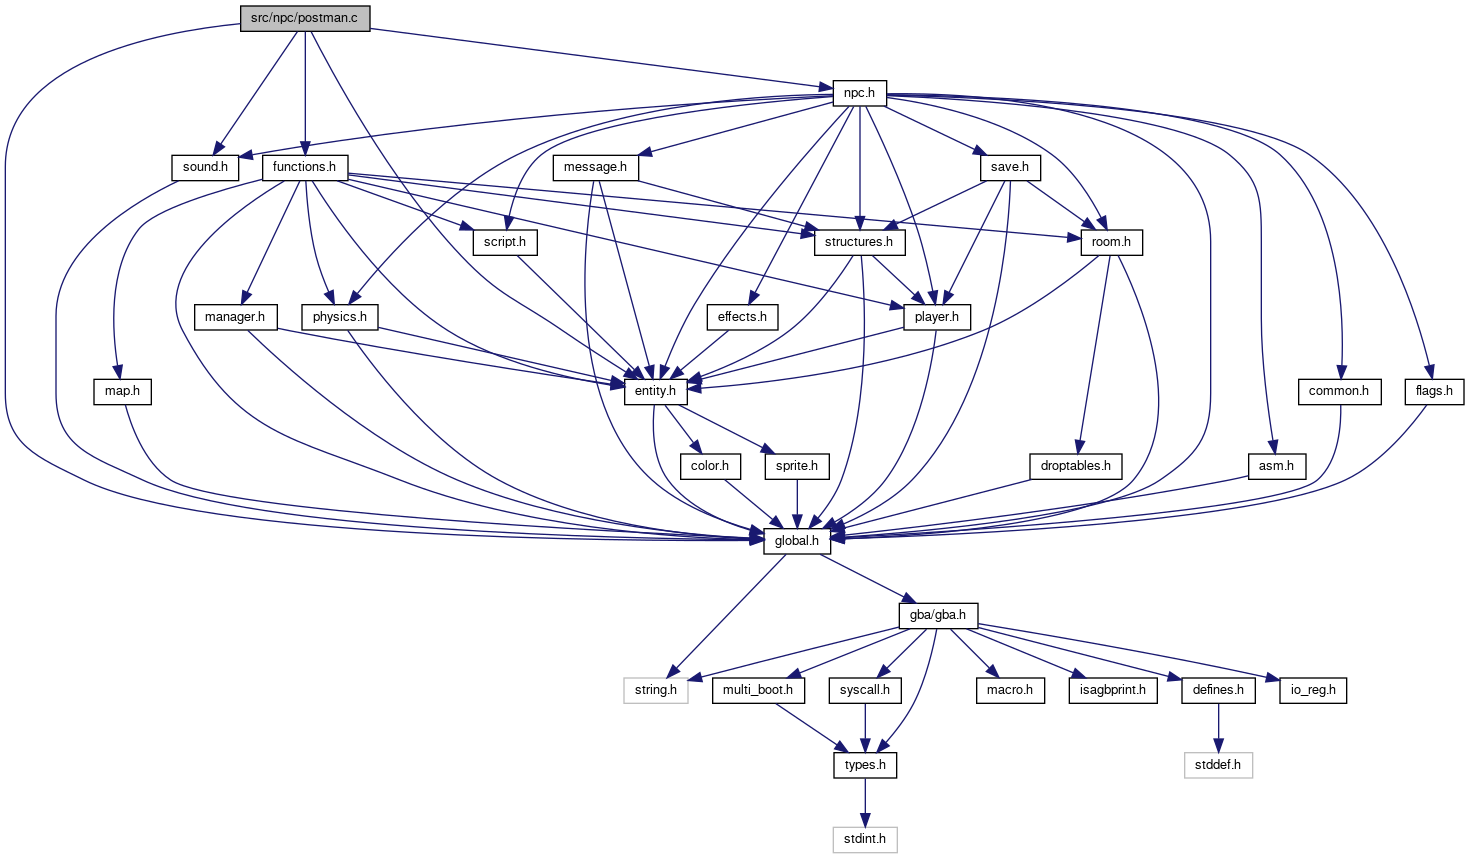 src/npc/postman.c
npc.h
sound.h
functions.h
message.h
save.h
script.h
structures.h
room.h
manager.h
physics.h
effects.h
player.h
map.h
entity.h
common.h
flags.h
color.h
sprite.h
droptables.h
asm.h
global.h
gba/gba.h
string.h
multi_boot.h
syscall.h
macro.h
isagbprint.h
defines.h
io_reg.h
types.h
stddef.h
stdint.h